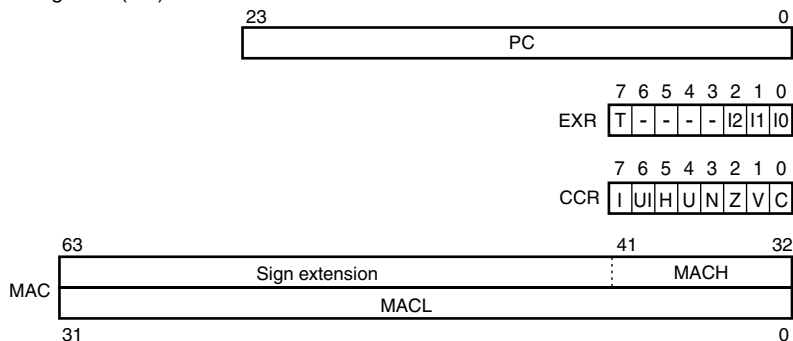 23 0
PC
7 6 5 4 3 2 1 0
EXR T - - - - I2 I1 I0
7 6 5 4 3 2 1 0
CCR I UI H U N Z V C
63 41 32
Sign extension MACH
MAC
MACL
31 0